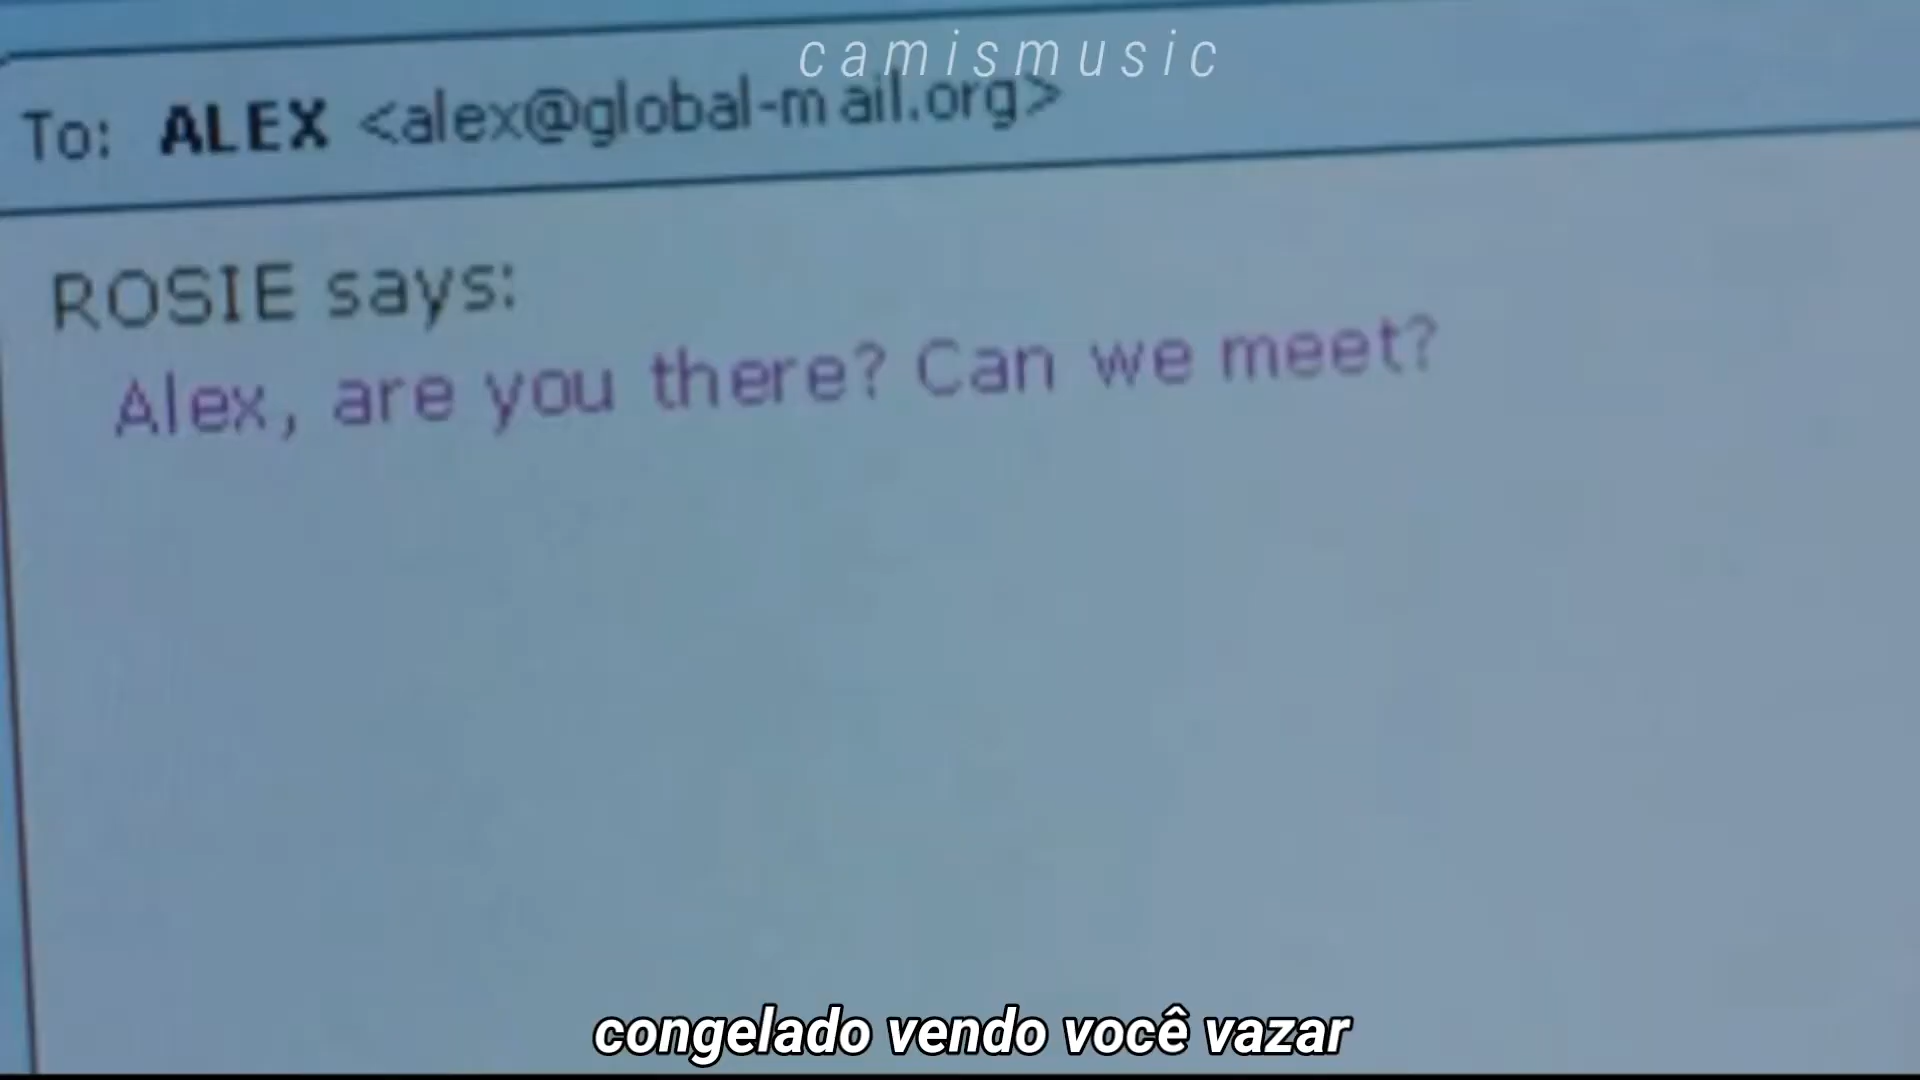 camismusic
To: ALEX <alex@global-mail.org>
ROSIE says:
Alex, are you there? Can we meet?
congelado vendo você vazar